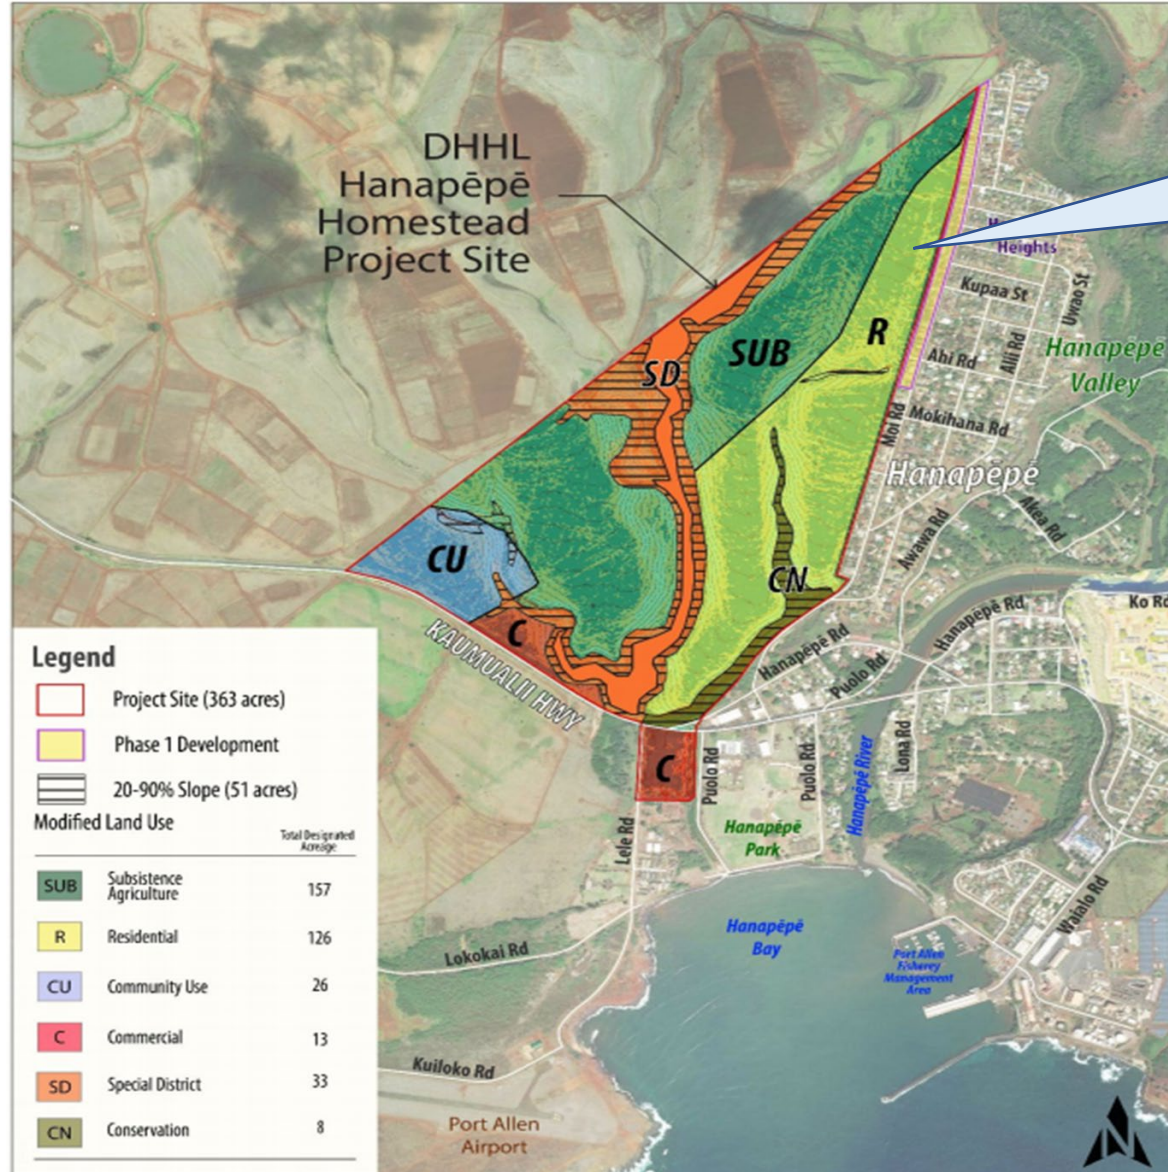 DHHL
Hanapēpē
Homestead
Project Site
Heights
Kupaa St
Uwao St
Hanapēpē
Valley
Ahi Rd
Alii Rd
R
SUB
SD
Moi Rd
Mokihana Rd
Hanapēpē
Akea Rd
Awawa Rd
CU
CN
C
KAUMUALII HWY
Hanapēpē Rd
Hanapēpē Rd
Ko Rd
Puolo Rd
C
Puolo Rd
Puolo Rd
Hanapēpē River
Lona Rd
Lele Rd
Hanapēpē
Park
Waialo Rd
Hanapēpē
Bay
Port Allen
Fisherey
Management
Area
Lokokai Rd
Kuiloko Rd
Port Allen
Airport
N
Legend
Project Site (363 acres)
Phase 1 Development
20-90% Slope (51 acres)
Modified Land Use
Total Designated
Acreage
SUB Subsistence
Agriculture 157
R Residential 126
CU Community Use 26
C Commercial 13
SD Special District 33
CN Conservation 8